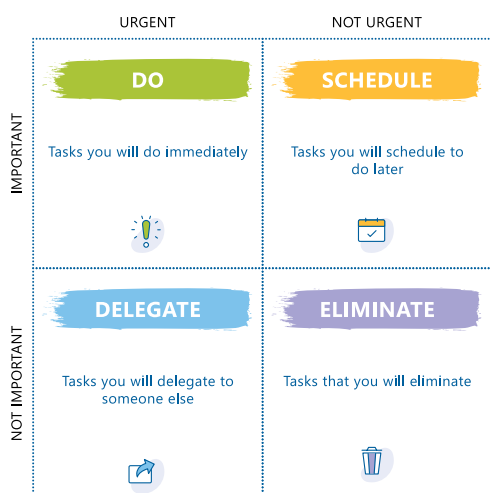 URGENT
NOT URGENT
IMPORTANT
DO
Tasks you will do immediately
SCHEDULE
Tasks you will schedule to
do later
NOT IMPORTANT
DELEGATE
Tasks you will delegate to
someone else
ELIMINATE
Tasks that you will eliminate